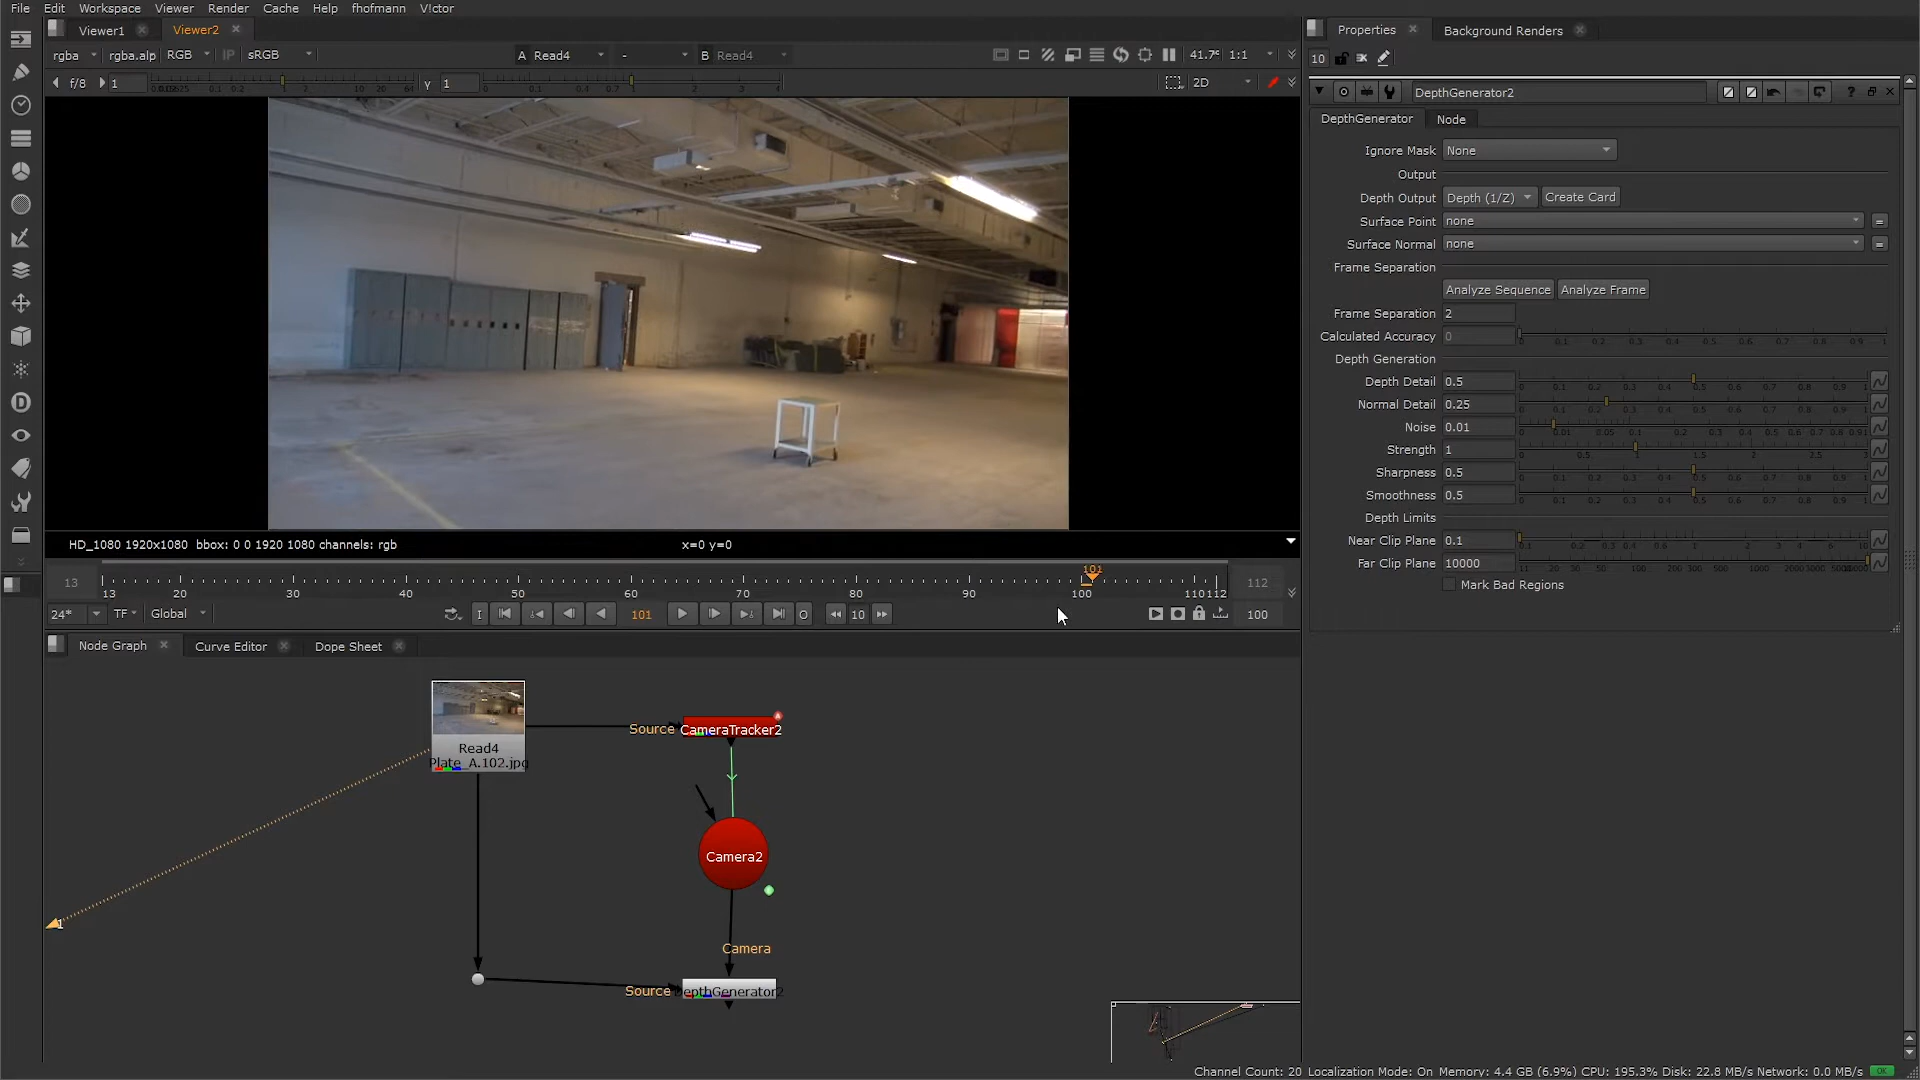 File Edit Workspace Viewer Render Cache Help fhofmann V!ctor
Viewer1 Viewer2
Properties Background Renders
rgba rgba.alp RGB IP sRGB A Read4 - B Read4 41.7% 1:1
10
f/8 1 γ 1 2D
DepthGenerator2
DepthGenerator Node
Ignore Mask None
Output
Depth Output Depth (1/Z) Create Card
Surface Point none =
Surface Normal none =
Frame Separation
Analyze Sequence Analyze Frame
Frame Separation 2
Calculated Accuracy 0
Depth Generation
Depth Detail 0.5
Normal Detail 0.25
Noise 0.01
Strength 1
Sharpness 0.5
Smoothness 0.5
Depth Limits
Near Clip Plane 0.1
Far Clip Plane 10000
Mark Bad Regions
HD_1080 1920x1080 bbox: 0 0 1920 1080 channels: rgb x=0 y=0
101
13 13 20 30 40 50 60 70 80 90 100 110 112 112
24* TF Global I 101 O 10 100
Node Graph Curve Editor Dope Sheet
Read4
Plate_A.102.jpg
Source CameraTracker2
Camera2
1
Camera
Source DepthGenerator2
Channel Count: 20 Localization Mode: On Memory: 4.4 GB (6.9%) CPU: 195.3% Disk: 22.8 MB/s Network: 0.0 MB/s OK